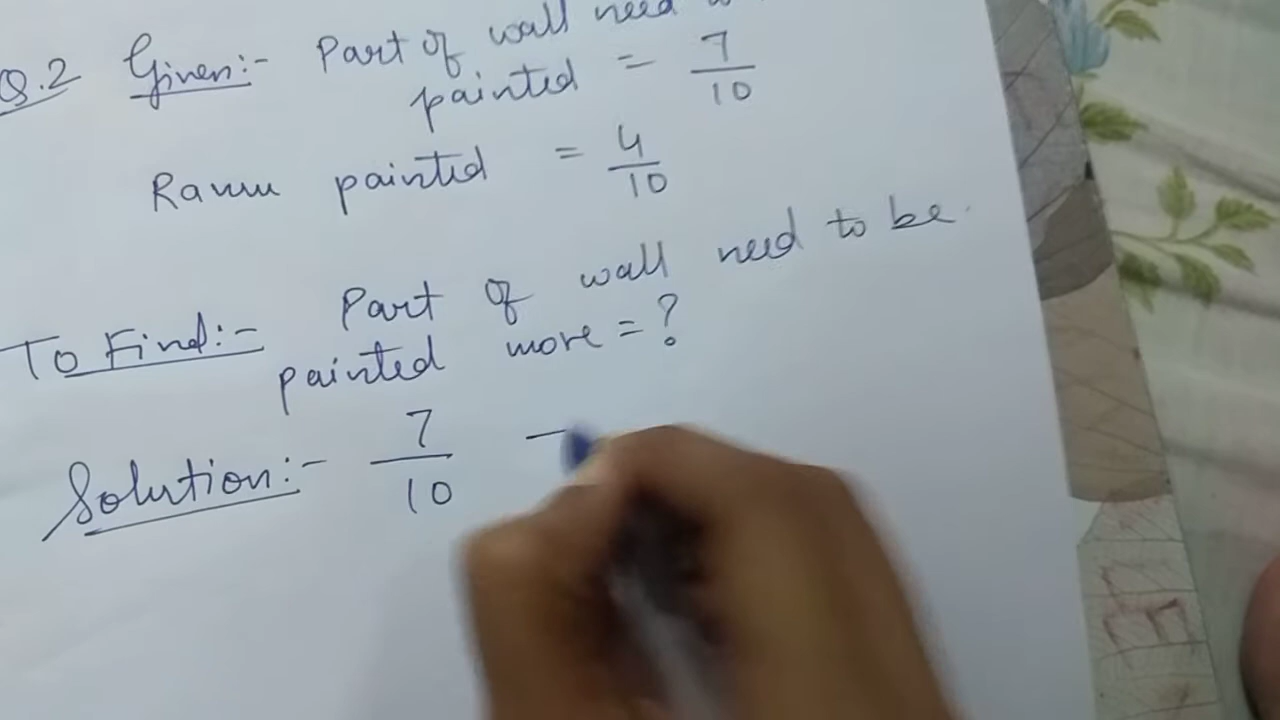 Q.2 Given:- Part of wall need
painted = 7/10
Ramu painted = 4/10
To Find:- Part of wall need to be
painted more = ?
Solution:- 7/10 -